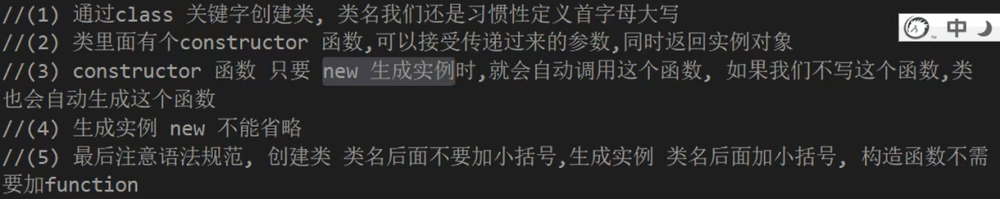 //(1) 通过class 关键字创建类, 类名我们还是习惯性定义首字母大写
//(2) 类里面有个constructor 函数,可以接受传递过来的参数,同时返回实例对象
//(3) constructor 函数 只要 new 生成实例时,就会自动调用这个函数, 如果我们不写这个函数,类
也会自动生成这个函数
//(4) 生成实例 new 不能省略
//(5) 最后注意语法规范, 创建类 类名后面不要加小括号,生成实例 类名后面加小括号, 构造函数不需
要加function
中